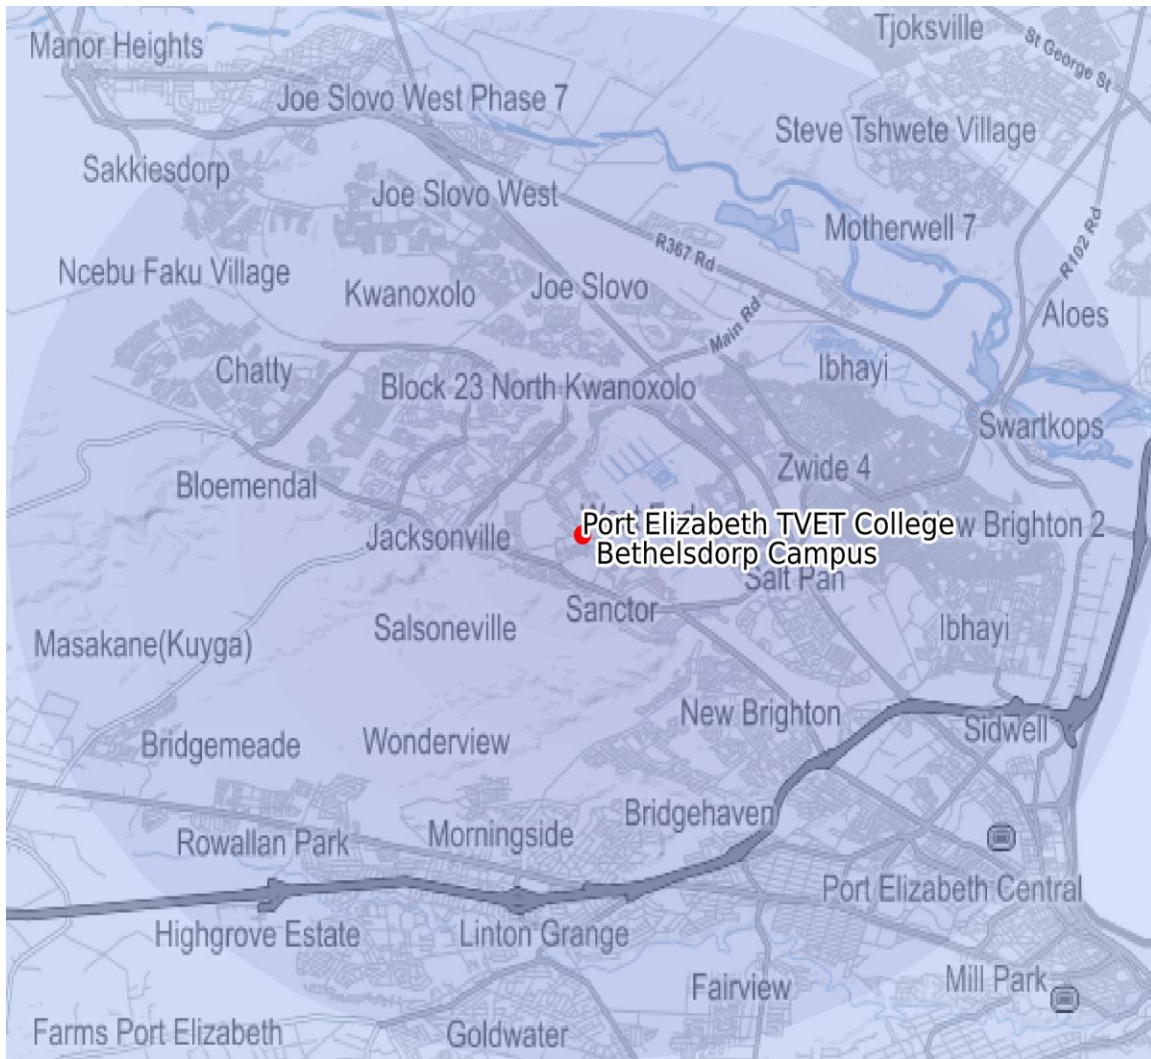 Tjoksville
Manor Heights
St George St
Joe Slovo West Phase 7
Steve Tshwete Village
Sakkiesdorp
Joe Slovo West
Motherwell 7
R367 Rd
R102 Rd
Ncebu Faku Village
Kwanoxolo
Joe Slovo
Main Rd
Aloes
Chatty
Ibhayi
Block 23 North Kwanoxolo
Swartkops
Zwide 4
Bloemendal
Port Elizabeth TVET College
Bethelsdorp Campus
New Brighton 2
Jacksonville
Salt Pan
Sanctor
Salsoneville
Ibhayi
Masakane(Kuyga)
New Brighton
Sidwell
Bridgemeade
Wonderview
Bridgehaven
Morningside
Rowallan Park
Port Elizabeth Central
Highgrove Estate
Linton Grange
Fairview
Mill Park
Farms Port Elizabeth
Goldwater